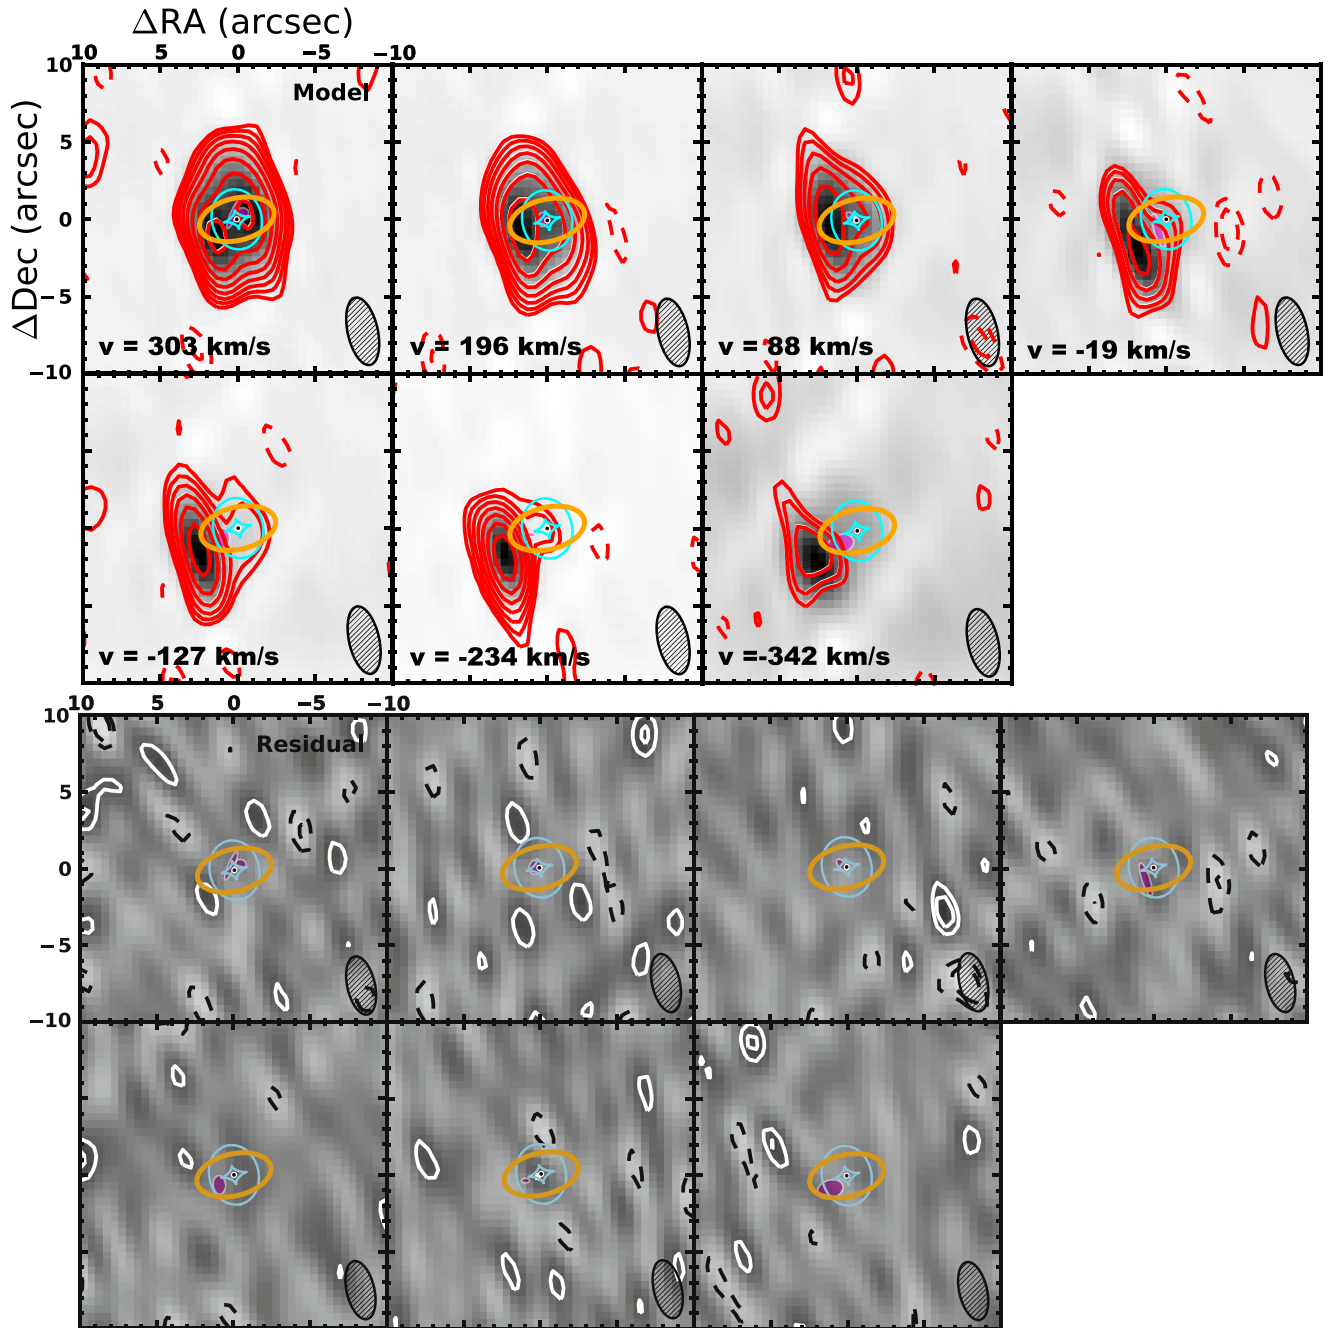 ΔRA (arcsec)
10 5 0 −5 −10
10
Model
5
0
−5
−10
ΔDec (arcsec)
v = 303 km/s
v = 196 km/s
v = 88 km/s
v = -19 km/s
v = -127 km/s
v = -234 km/s
v =-342 km/s
10 5 0 −5 −10
10
Residual
5
0
−5
−10